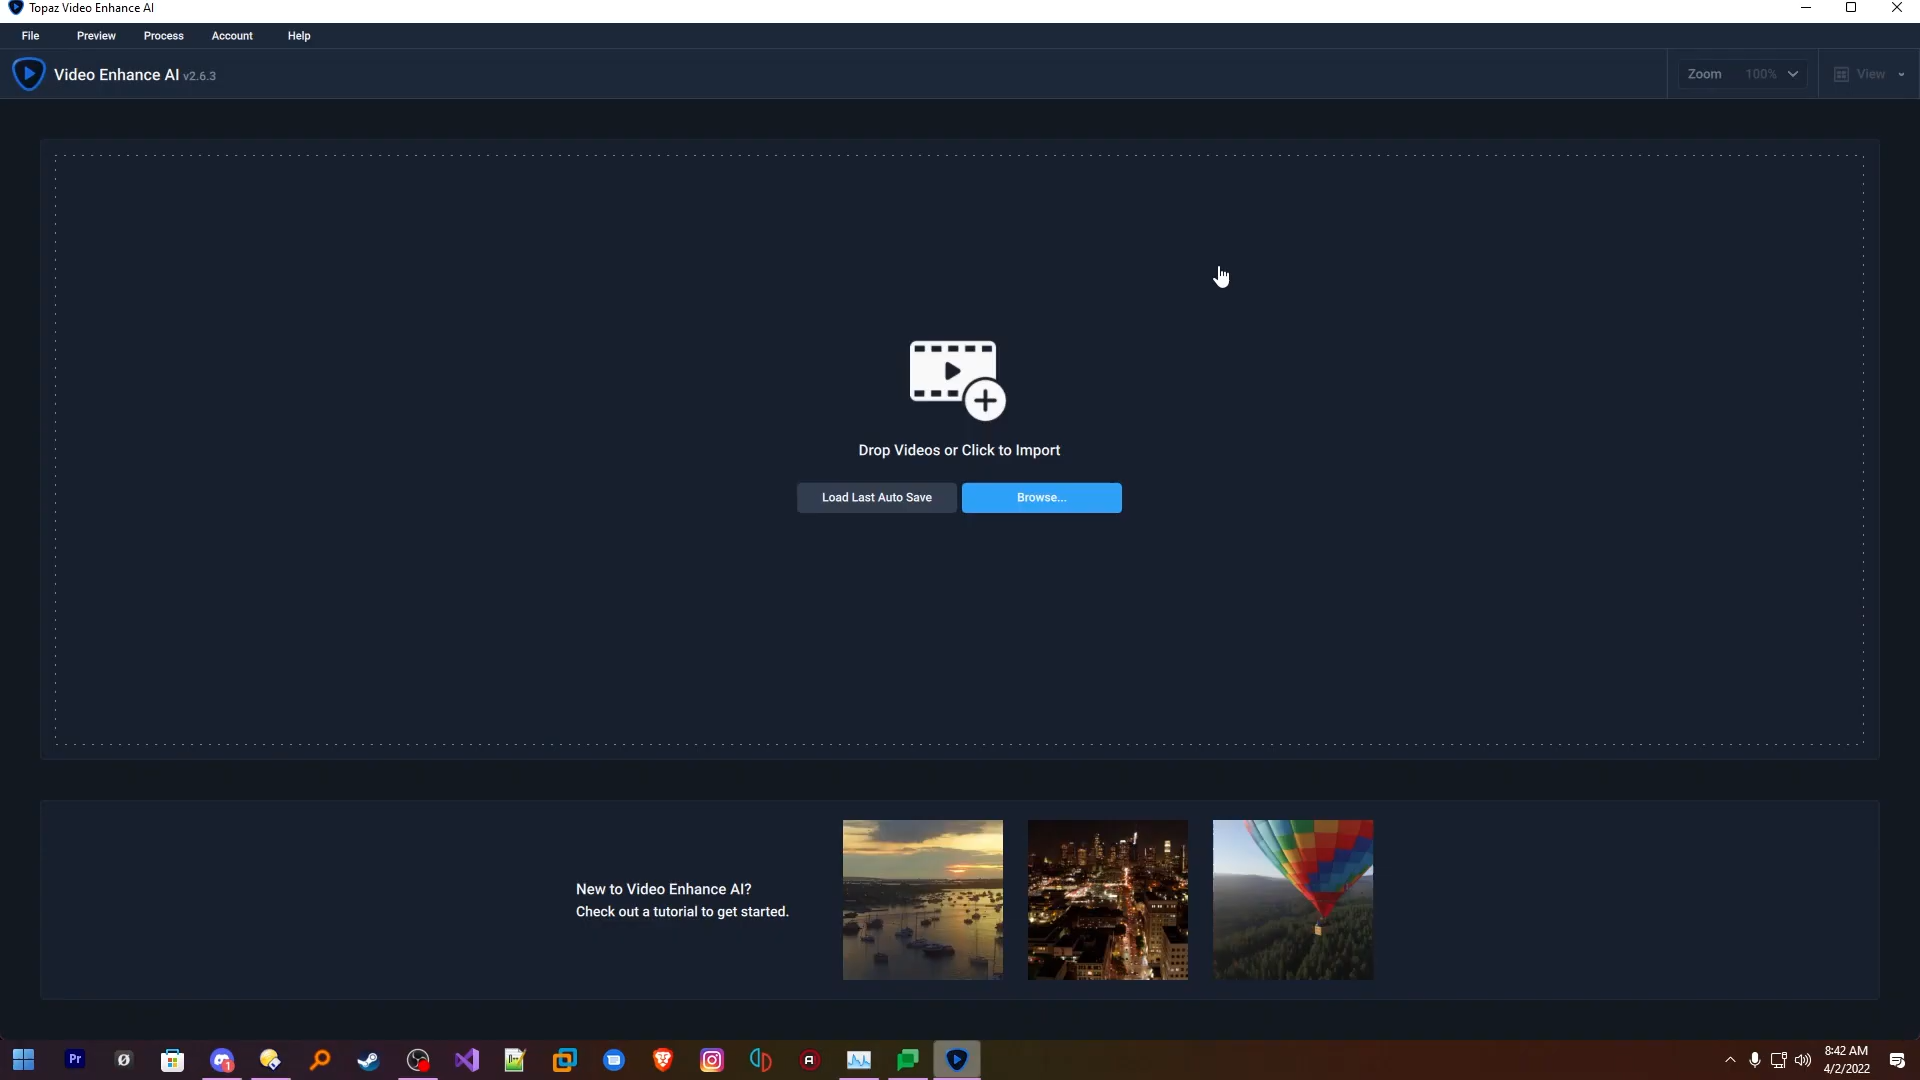 Topaz Video Enhance AI
File Preview Process Account Help
Video Enhance AI v2.6.3
Zoom 100% View
Drop Videos or Click to Import
Load Last Auto Save Browse...
New to Video Enhance AI?
Check out a tutorial to get started.
Pr
1
A
8:42 AM
4/2/2022